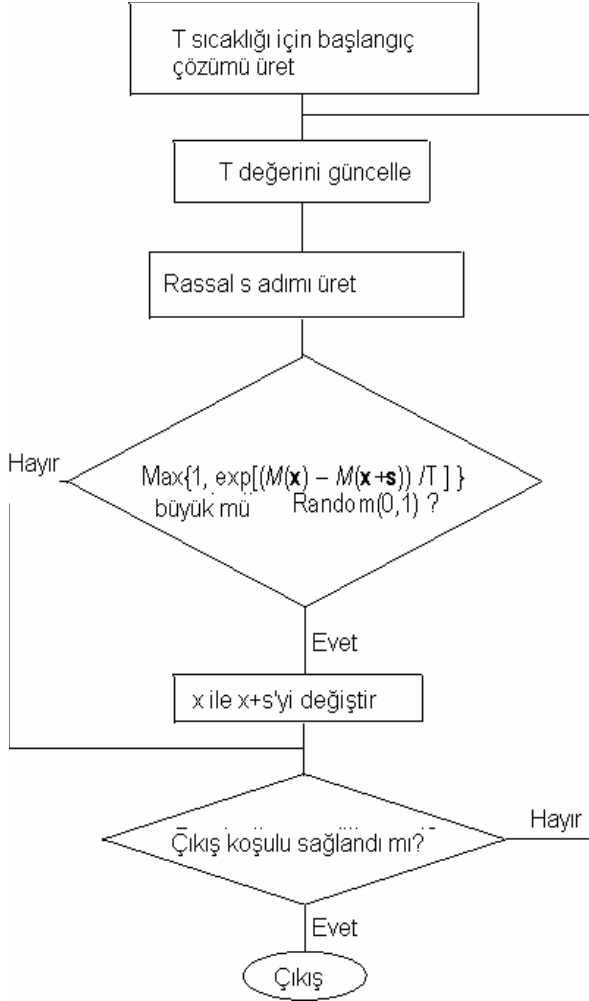 T sıcaklığı için başlangıç
çözümü üret
T değerini güncelle
Rassal s adımı üret
Hayır
Max{1, exp[(M(x) – M(x+s)) /T ] }
büyük mü Random(0,1) ?
Evet
x ile x+s'yi değiştir
Çıkış koşulu sağlandı mı?
Hayır
Evet
Çıkış